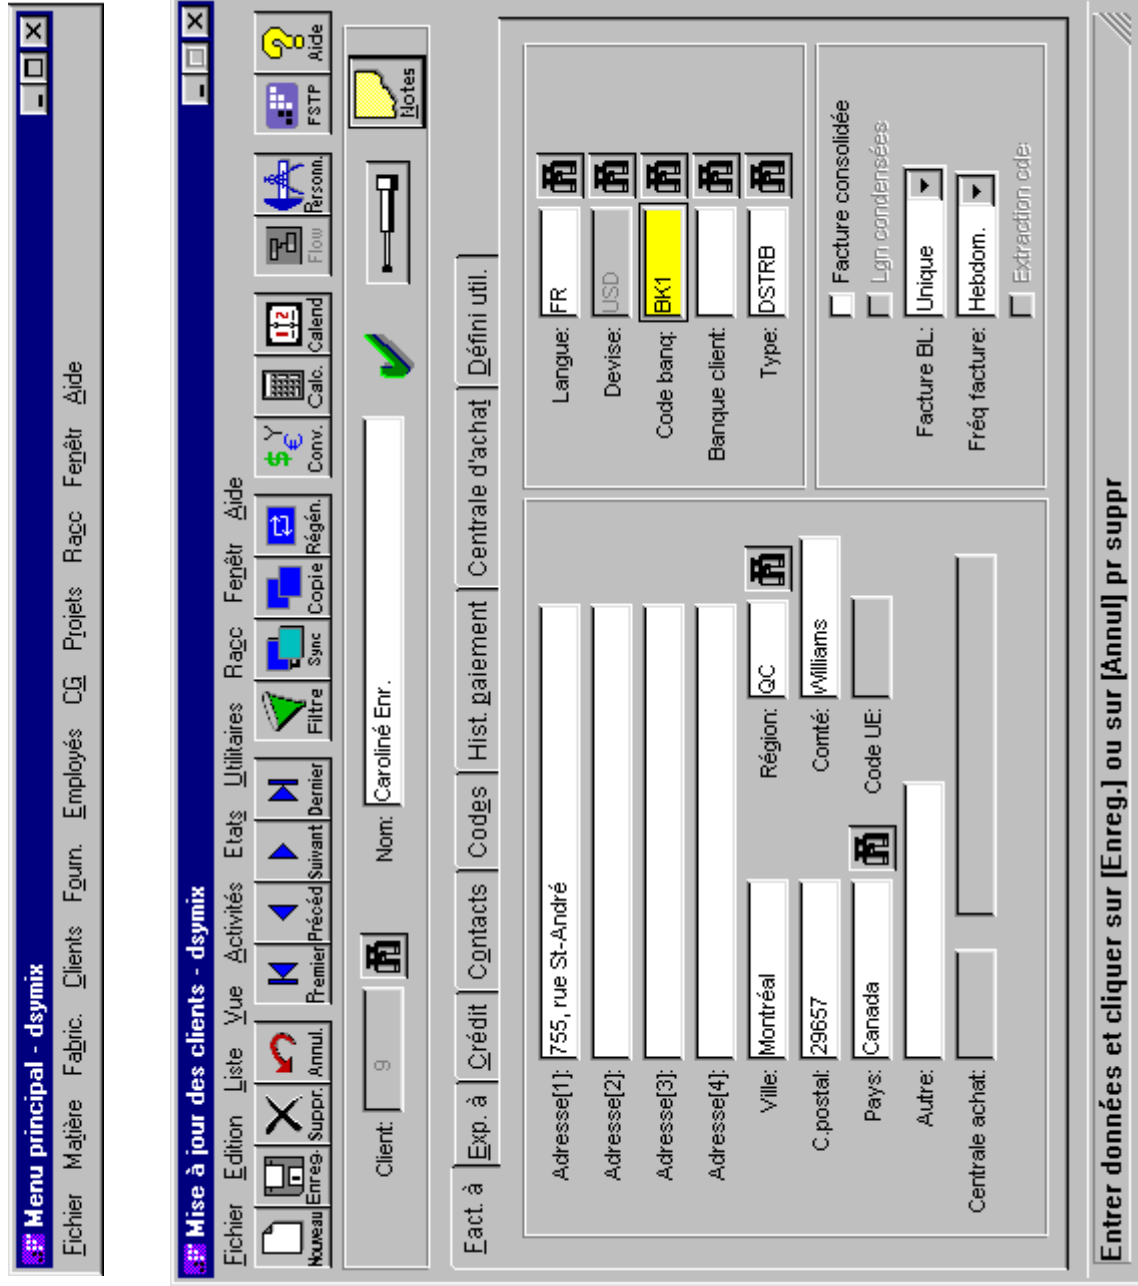 Menu principal - dsymix
Fichier Matière Fabric. Clients Fourn. Employés CG Projets Racc Fenêtr Aide
Mise à jour des clients - dsymix
Fichier Edition Liste Vue Activités Etats Utilitaires Racc Fenêtr Aide
Nouveau Enreg. Suppr. Annul. Premier Précéd Suivant Dernier Filtre Sync Copie Régén. Conv. Calc. Calend Flow Personn. FSTP Aide
Client: 9 Nom: Caroliné Enr. Notes
Fact. à Exp. à Crédit Contacts Codes Hist. paiement Centrale d'achat Défini util.
Adresse[1]: 755, rue St-André
Adresse[2]:
Adresse[3]:
Adresse[4]:
Ville: Montréal Région: QC
C.postal: 29657 Comté: Williams
Pays: Canada Code UE:
Autre:
Centrale achat:
Langue: FR
Devise: USD
Code banq: BK1
Banque client:
Type: DSTRB
Facture consolidée
Lgn condensées
Facture BL: Unique
Fréq facture: Hebdom.
Extraction cde:
Entrer données et cliquer sur [Enreg.] ou sur [Annul] pr suppr